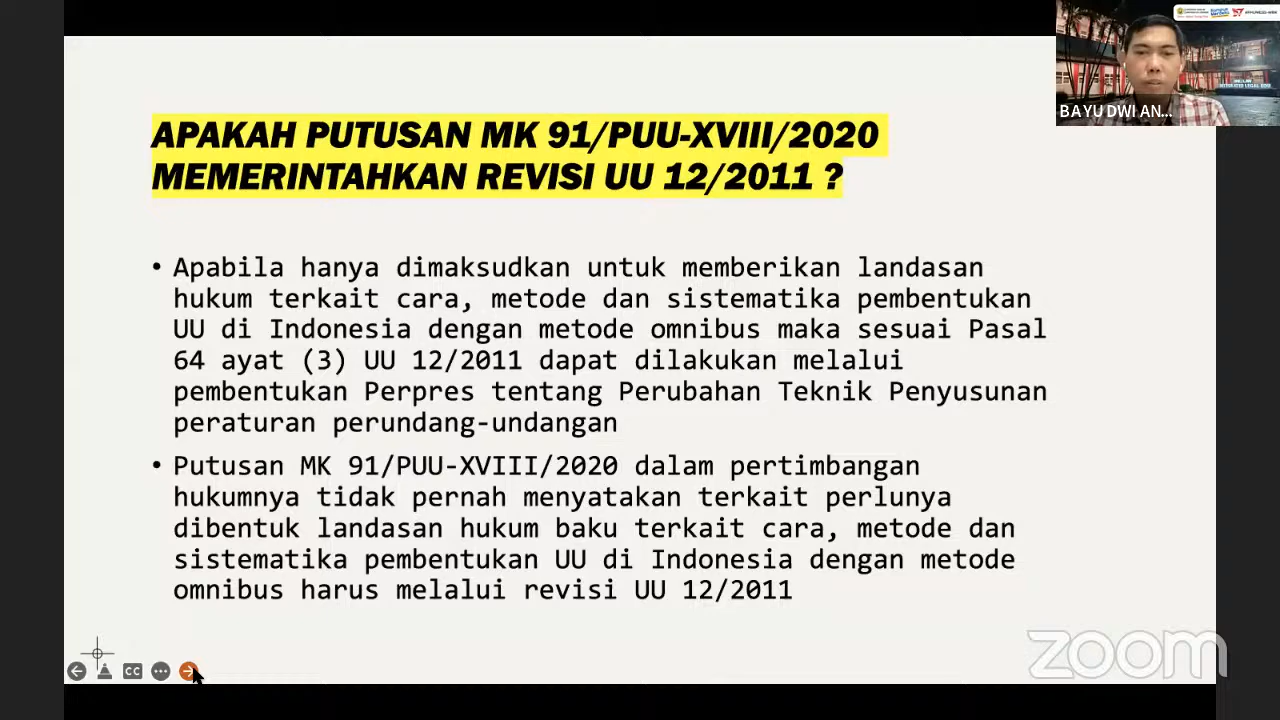 APAKAH PUTUSAN MK 91/PUU-XVIII/2020
MEMERINTAHKAN REVISI UU 12/2011 ?
• Apabila hanya dimaksudkan untuk memberikan landasan
hukum terkait cara, metode dan sistematika pembentukan
UU di Indonesia dengan metode omnibus maka sesuai Pasal
64 ayat (3) UU 12/2011 dapat dilakukan melalui
pembentukan Perpres tentang Perubahan Teknik Penyusunan
peraturan perundang-undangan
• Putusan MK 91/PUU-XVIII/2020 dalam pertimbangan
hukumnya tidak pernah menyatakan terkait perlunya
dibentuk landasan hukum baku terkait cara, metode dan
sistematika pembentukan UU di Indonesia dengan metode
omnibus harus melalui revisi UU 12/2011
BAYU DWI AN...
CC
zoom